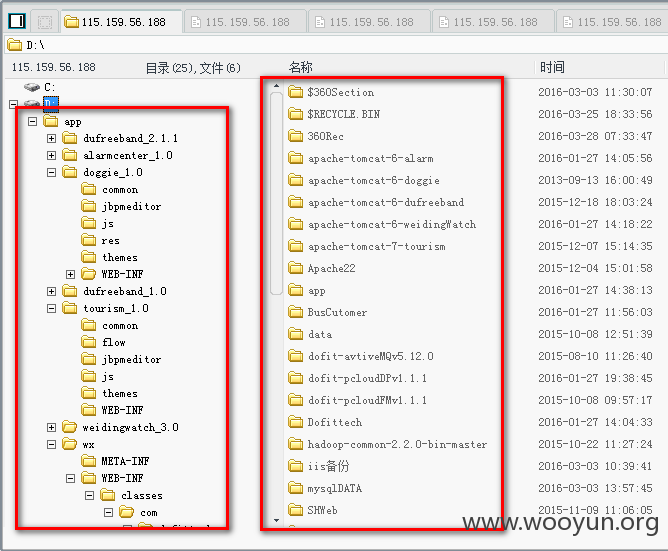 115.159.56.188 115.159.56.188 115.159.56.188 115.159.56.188 115.159.56.188
D:\
115.159.56.188 目录(25),文件(6) 名称 时间
C:
D:
app
dufreeband_2.1.1
alarmcenter_1.0
doggie_1.0
common
jbpmeditor
js
res
themes
WEB-INF
dufreeband_1.0
tourism_1.0
common
flow
jbpmeditor
js
themes
WEB-INF
weidingwatch_3.0
wx
META-INF
WEB-INF
classes
com
$360Section 2016-03-03 11:30:07
$RECYCLE.BIN 2016-03-25 18:33:56
360Rec 2016-03-28 07:33:47
apache-tomcat-6-alarm 2016-01-27 14:05:56
apache-tomcat-6-doggie 2013-09-13 16:00:49
apache-tomcat-6-dufreeband 2015-12-18 18:03:24
apache-tomcat-6-weidingWatch 2016-01-27 14:18:22
apache-tomcat-7-tourism 2015-12-07 15:14:35
Apache22 2015-12-04 15:01:58
app 2016-01-27 14:38:13
BusCutomer 2016-01-27 11:56:03
data 2015-10-08 12:51:39
dofit-avtiveMQv5.12.0 2015-08-10 11:26:40
dofit-pcloudDPv1.1.1 2016-01-27 19:38:45
dofit-pcloudFMv1.1.1 2015-10-08 09:57:17
Dofittech 2016-01-27 14:04:33
hadoop-common-2.2.0-bin-master 2015-10-22 11:27:24
iis备份 2016-03-03 10:39:41
mysqlDATA 2016-03-03 13:57:45
SHWeb 2015-11-09 11:06:05
www.wooyun.org